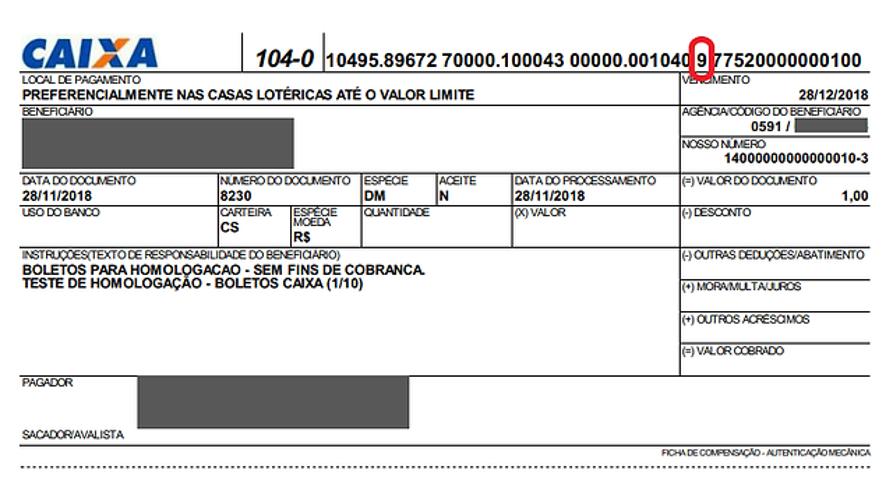 CAIXA 104-0 10495.89672 70000.100043 00000.001040 9 77520000000100
LOCAL DE PAGAMENTO
PREFERENCIALMENTE NAS CASAS LOTÉRICAS ATÉ O VALOR LIMITE
VENCIMENTO
28/12/2018
BENEFICIÁRIO
AGÊNCIA/CÓDIGO DO BENEFICIÁRIO
0591 /
NOSSO NÚMERO
14000000000000010-3
DATA DO DOCUMENTO NÚMERO DO DOCUMENTO ESPÉCIE ACEITE DATA DO PROCESSAMENTO (=) VALOR DO DOCUMENTO
28/11/2018 8230 DM N 28/11/2018 1,00
USO DO BANCO CARTEIRA ESPÉCIE MOEDA QUANTIDADE (X) VALOR (-) DESCONTO
CS R$
INSTRUÇÕES(TEXTO DE RESPONSABILIDADE DO BENEFICIÁRIO)
BOLETOS PARA HOMOLOGACAO - SEM FINS DE COBRANCA.
TESTE DE HOMOLOGAÇÃO - BOLETOS CAIXA (1/10)
(-) OUTRAS DEDUÇÕES/ABATIMENTO
(+) MORA/MULTA/JUROS
(+) OUTROS ACRÉSCIMOS
(=) VALOR COBRADO
PAGADOR
SACADOR/AVALISTA
FICHA DE COMPENSAÇÃO - AUTENTICAÇÃO MECÂNICA